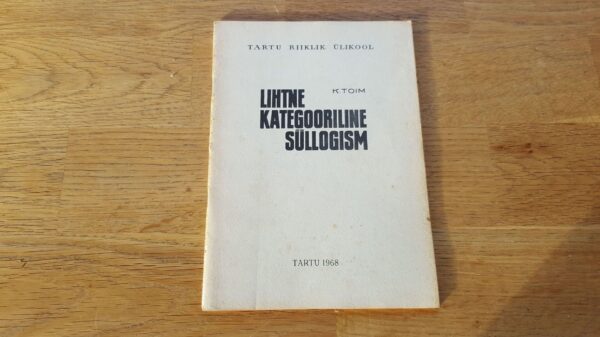 TARTU RIIKLIK ÜLIKOOL
K. TOIM
LIHTNE
KATEGOORILINE
SÜLLOGISM
TARTU 1968